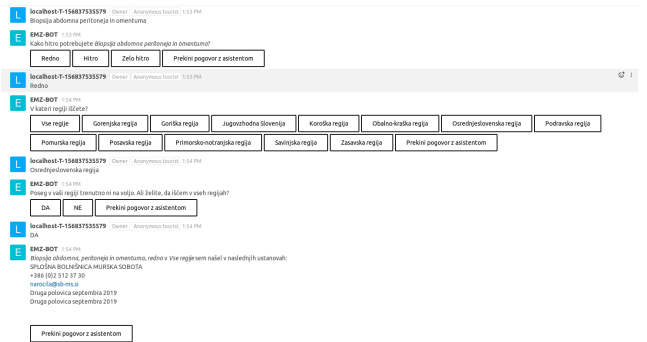 L localhost-T-156837535579 Owner Anonymous tourist 1:53 PM
Biopsija abdomna peritoneja in omentuma
E EMZ-BOT 1:53 PM
Kako hitro potrebujete Biopsija abdomna peritoneja in omentuma?
Redno Hitro Zelo hitro Prekini pogovor z asistentom
L localhost-T-156837535579 Owner Anonymous tourist 1:53 PM
Redno
E EMZ-BOT 1:54 PM
V kateri regiji iščete?
Vse regije Gorenjska regija Goriška regija Jugovzhodna Slovenija Koroška regija Obalno-kraška regija Osrednjeslovenska regija Podravska regija
Pomurska regija Posavska regija Primorsko-notranjska regija Savinjska regija Zasavska regija Prekini pogovor z asistentom
L localhost-T-156837535579 Owner Anonymous tourist 1:54 PM
Osrednjeslovenska regija
E EMZ-BOT 1:54 PM
Poseg v vaši regiji trenutno ni na voljo. Ali želite, da iščem v vseh regijah?
DA NE Prekini pogovor z asistentom
L localhost-T-156837535579 Owner Anonymous tourist 1:54 PM
DA
E EMZ-BOT 1:54 PM
Biopsija abdomna, peritoneja in omentuma, redno v Vse regije sem našel v naslednjih ustanovah:
SPLOŠNA BOLNIŠNICA MURSKA SOBOTA
+386 (0)2 512 37 30
narocila@sb-ms.si
Druga polovica septembra 2019
Druga polovica septembra 2019
Prekini pogovor z asistentom